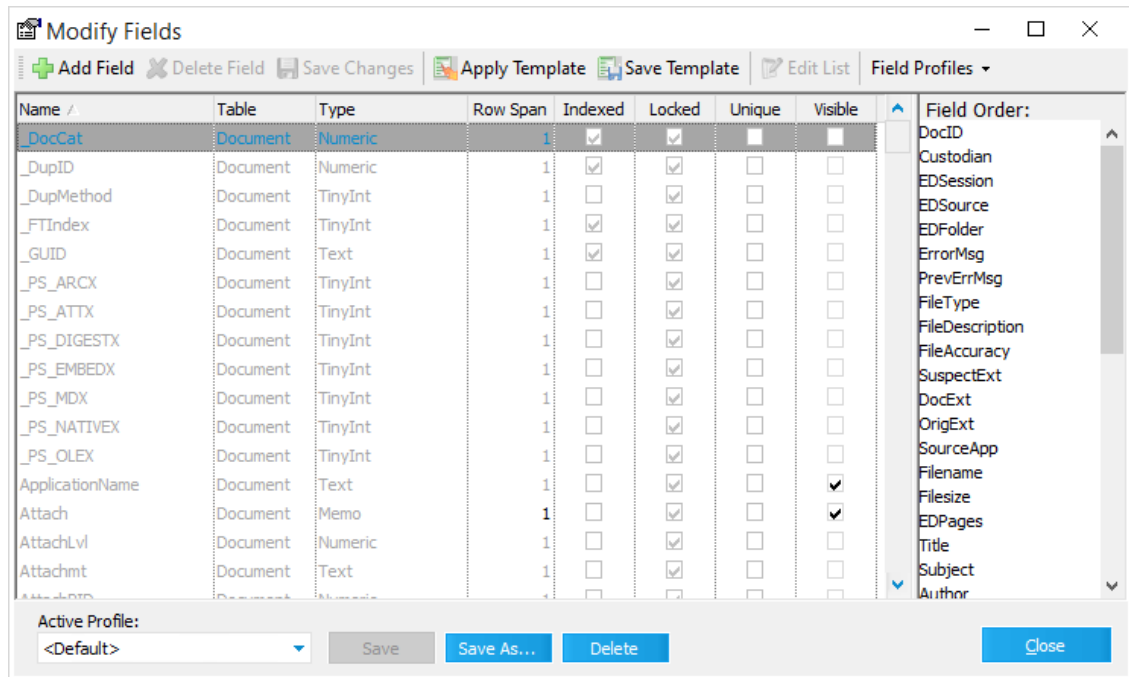 Modify Fields
Add Field Delete Field Save Changes Apply Template Save Template Edit List Field Profiles
Name Table Type Row Span Indexed Locked Unique Visible
_DocCat Document Numeric 1
_DupID Document Numeric 1
_DupMethod Document TinyInt 1
_FTIndex Document TinyInt 1
_GUID Document Text 1
_PS_ARCX Document TinyInt 1
_PS_ATTX Document TinyInt 1
_PS_DIGESTX Document TinyInt 1
_PS_EMBEDX Document TinyInt 1
_PS_MDX Document TinyInt 1
_PS_NATIVEX Document TinyInt 1
_PS_OLEX Document TinyInt 1
ApplicationName Document Text 1
Attach Document Memo 1
AttachLvl Document Numeric 1
Attachmt Document Text 1
Field Order:
DocID
Custodian
EDSession
EDSource
EDFolder
ErrorMsg
PrevErrMsg
FileType
FileDescription
FileAccuracy
SuspectExt
DocExt
OrigExt
SourceApp
Filename
Filesize
EDPages
Title
Subject
Author
Active Profile:
<Default> Save Save As... Delete Close